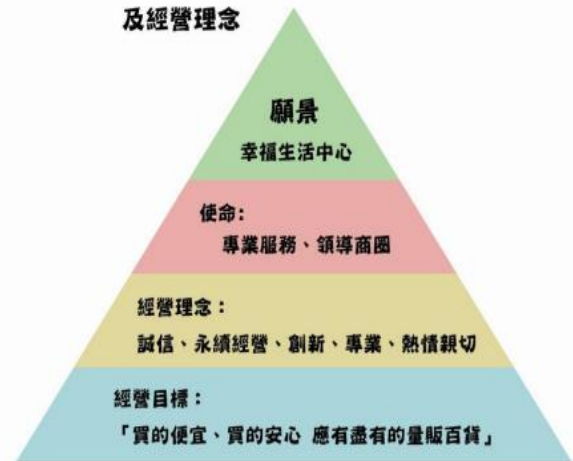 及經營理念
願景
幸福生活中心
使命:
專業服務、領導商圈
經營理念：
誠信、永續經營、創新、專業、熱情親切
經營目標：
「買的便宜、買的安心 應有盡有的量販百貨」